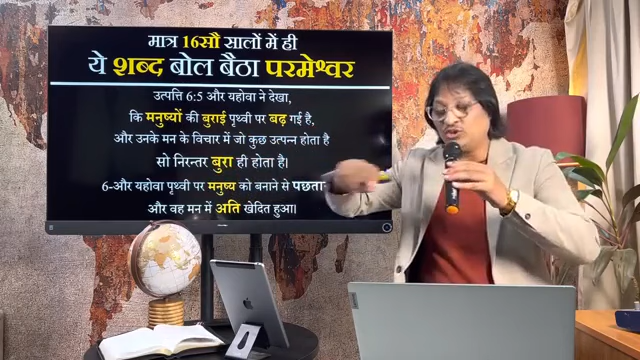 मात्र 16सौ सालों में ही
ये शब्द बोल बैठा परमेश्वर
उत्पत्ति 6:5 और यहोवा ने देखा,
कि मनुष्यों की बुराई पृथ्वी पर बढ़ गई है,
और उनके मन के विचार में जो कुछ उत्पन्न होता है
सो निरन्तर बुरा ही होता है।
6-और यहोवा पृथ्वी पर मनुष्य को बनाने से पछता
और वह मन में अति खेदित हुआ।